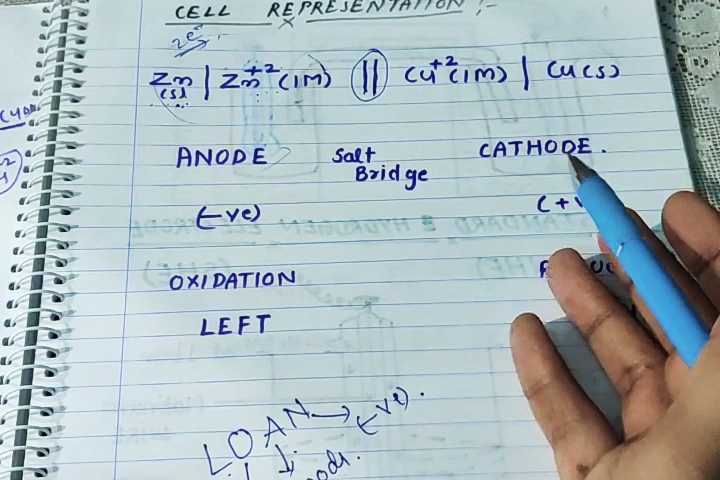 CELL REPRESENTATION :-
2e⁻
Zn(s) | Zn⁺²(1M) || Cu⁺²(1M) | Cu(s)
ANODE Salt Bridge CATHODE.
(-ve) (+v
OXIDATION
LEFT
LOAN → (-ve).